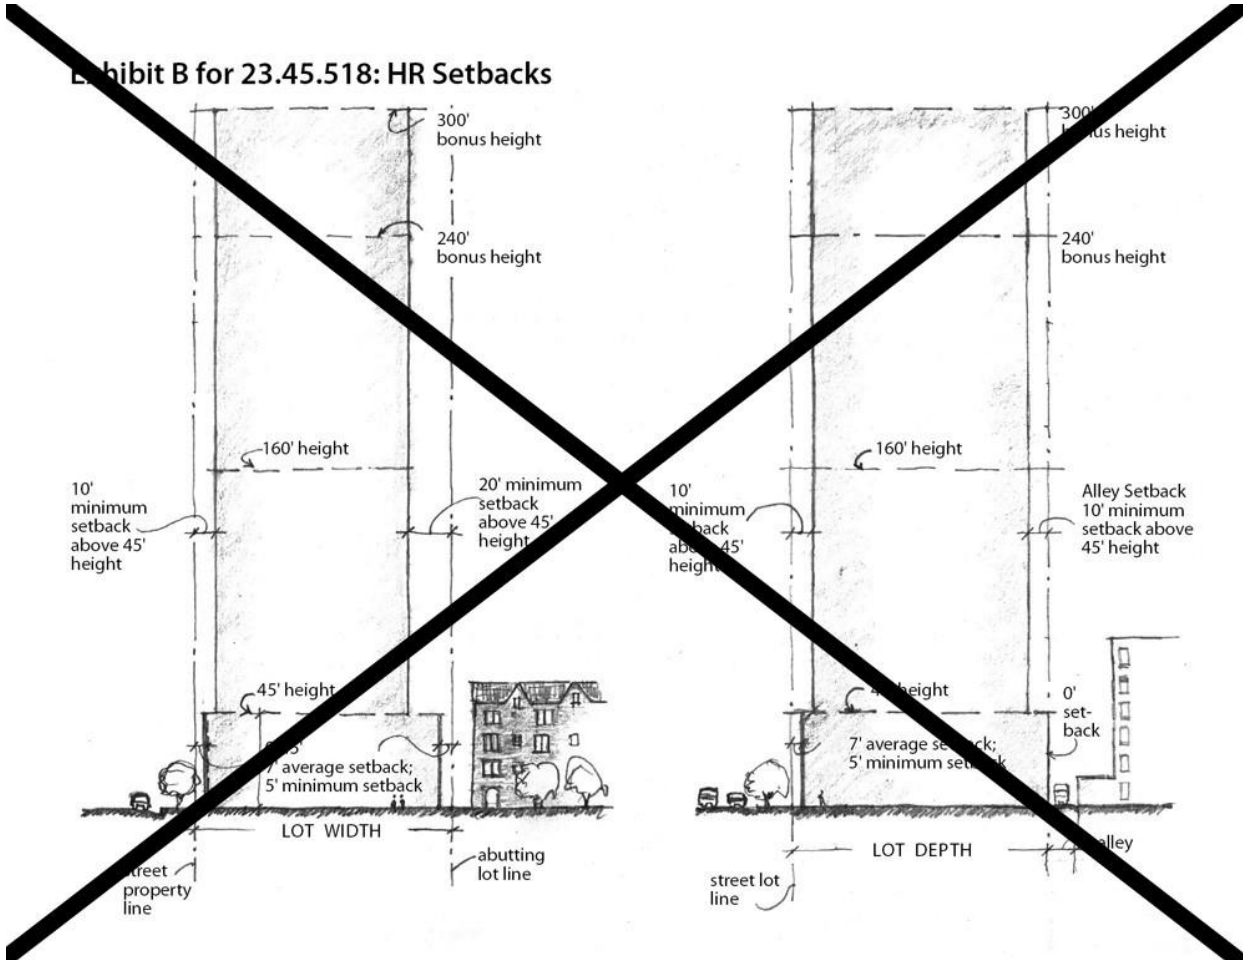 Exhibit B for 23.45.518: HR Setbacks
300'
bonus height
240'
bonus height
160' height
10'
minimum
setback
above 45'
height
20' minimum
setback
above 45'
height
45' height
7' average setback;
5' minimum setback
LOT WIDTH
street
property
line
abutting
lot line
300'
bonus height
240'
bonus height
160' height
10'
minimum
setback
above 45'
height
Alley Setback
10' minimum
setback above
45' height
height
0'
set-
back
7' average setback;
5' minimum setback
LOT DEPTH
alley
street lot
line